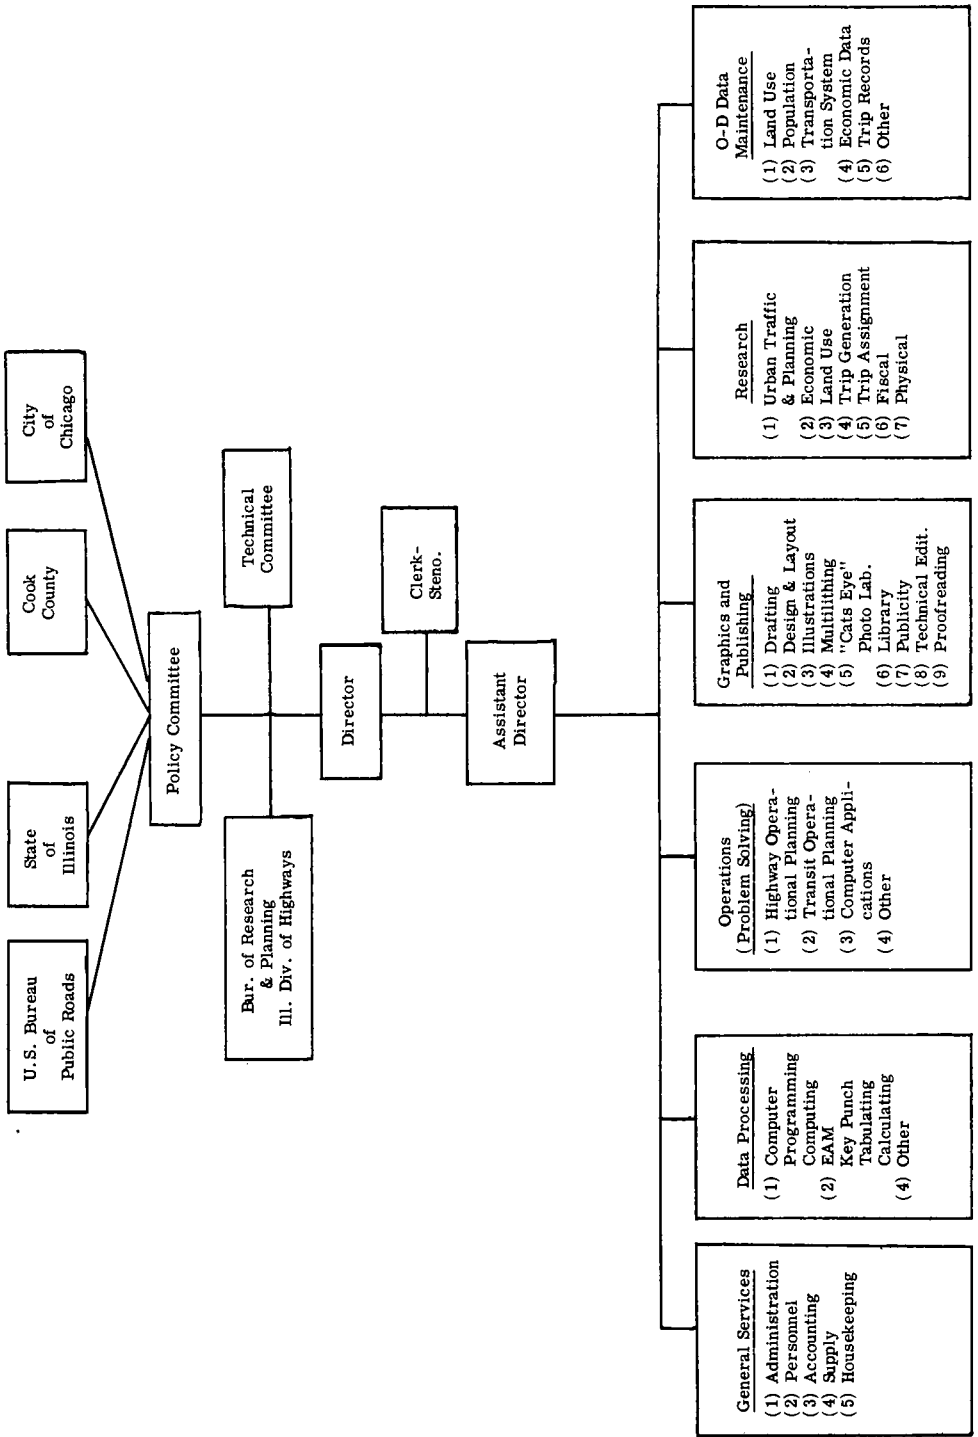 U.S. Bureau
of
Public Roads
State
of
Illinois
Cook
County
City
of
Chicago
Policy Committee
Bur. of Research
& Planning
Ill. Div. of Highways
Technical
Committee
Director
Clerk-
Steno.
Assistant
Director
General Services
(1) Administration
(2) Personnel
(3) Accounting
(4) Supply
(5) Housekeeping
Data Processing
(1) Computer
Programming
Computing
(2) EAM
Key Punch
Tabulating
Calculating
(4) Other
Operations
(Problem Solving)
(1) Highway Opera-
tional Planning
(2) Transit Opera-
tional Planning
(3) Computer Appli-
cations
(4) Other
Graphics and
Publishing
(1) Drafting
(2) Design & Layout
(3) Illustrations
(4) Multilithing
(5) "Cats Eye"
Photo Lab.
(6) Library
(7) Publicity
(8) Technical Edit.
(9) Proofreading
Research
(1) Urban Traffic
& Planning
(2) Economic
(3) Land Use
(4) Trip Generation
(5) Trip Assignment
(6) Fiscal
(7) Physical
O-D Data
Maintenance
(1) Land Use
(2) Population
(3) Transporta-
tion System
(4) Economic Data
(5) Trip Records
(6) Other